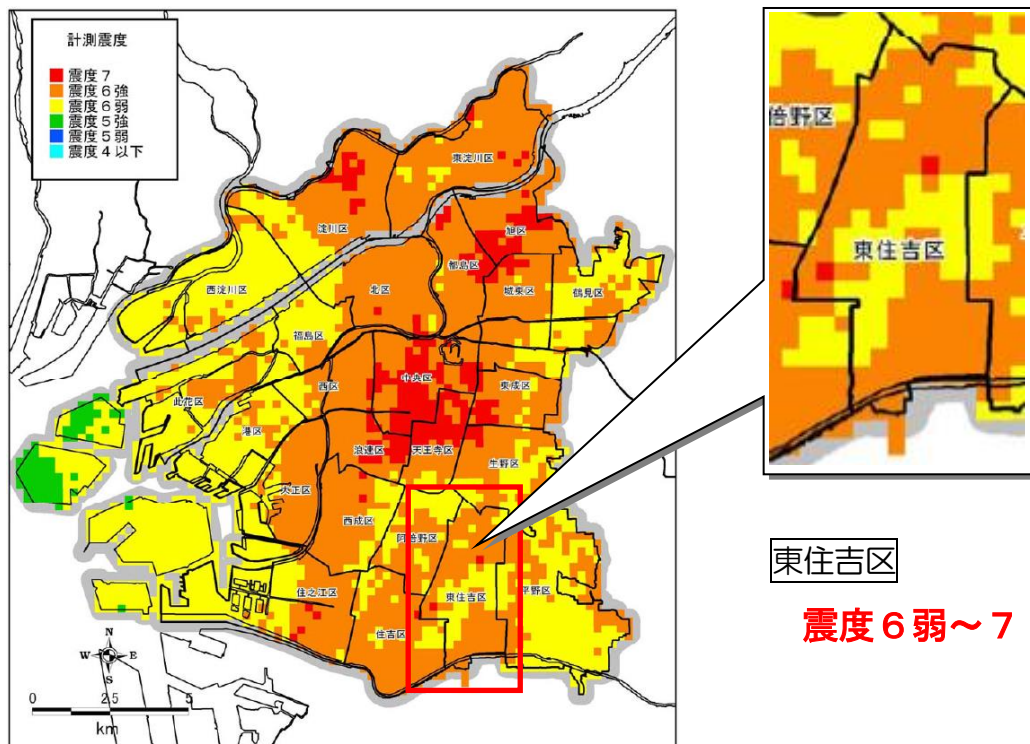 計測震度
震度７
震度６強
震度６弱
震度５強
震度５弱
震度４以下
東淀川区
淀川区
旭区
都島区
西淀川区
北区
城東区
鶴見区
福島区
中央区
此花区
西区
東成区
港区
浪速区
天王寺区
生野区
大正区
西成区
阿倍野区
住之江区
東住吉区
平野区
住吉区
N
W E
S
0 2.5 5
km
倍野区
東住吉区
東住吉区
震度６弱～７